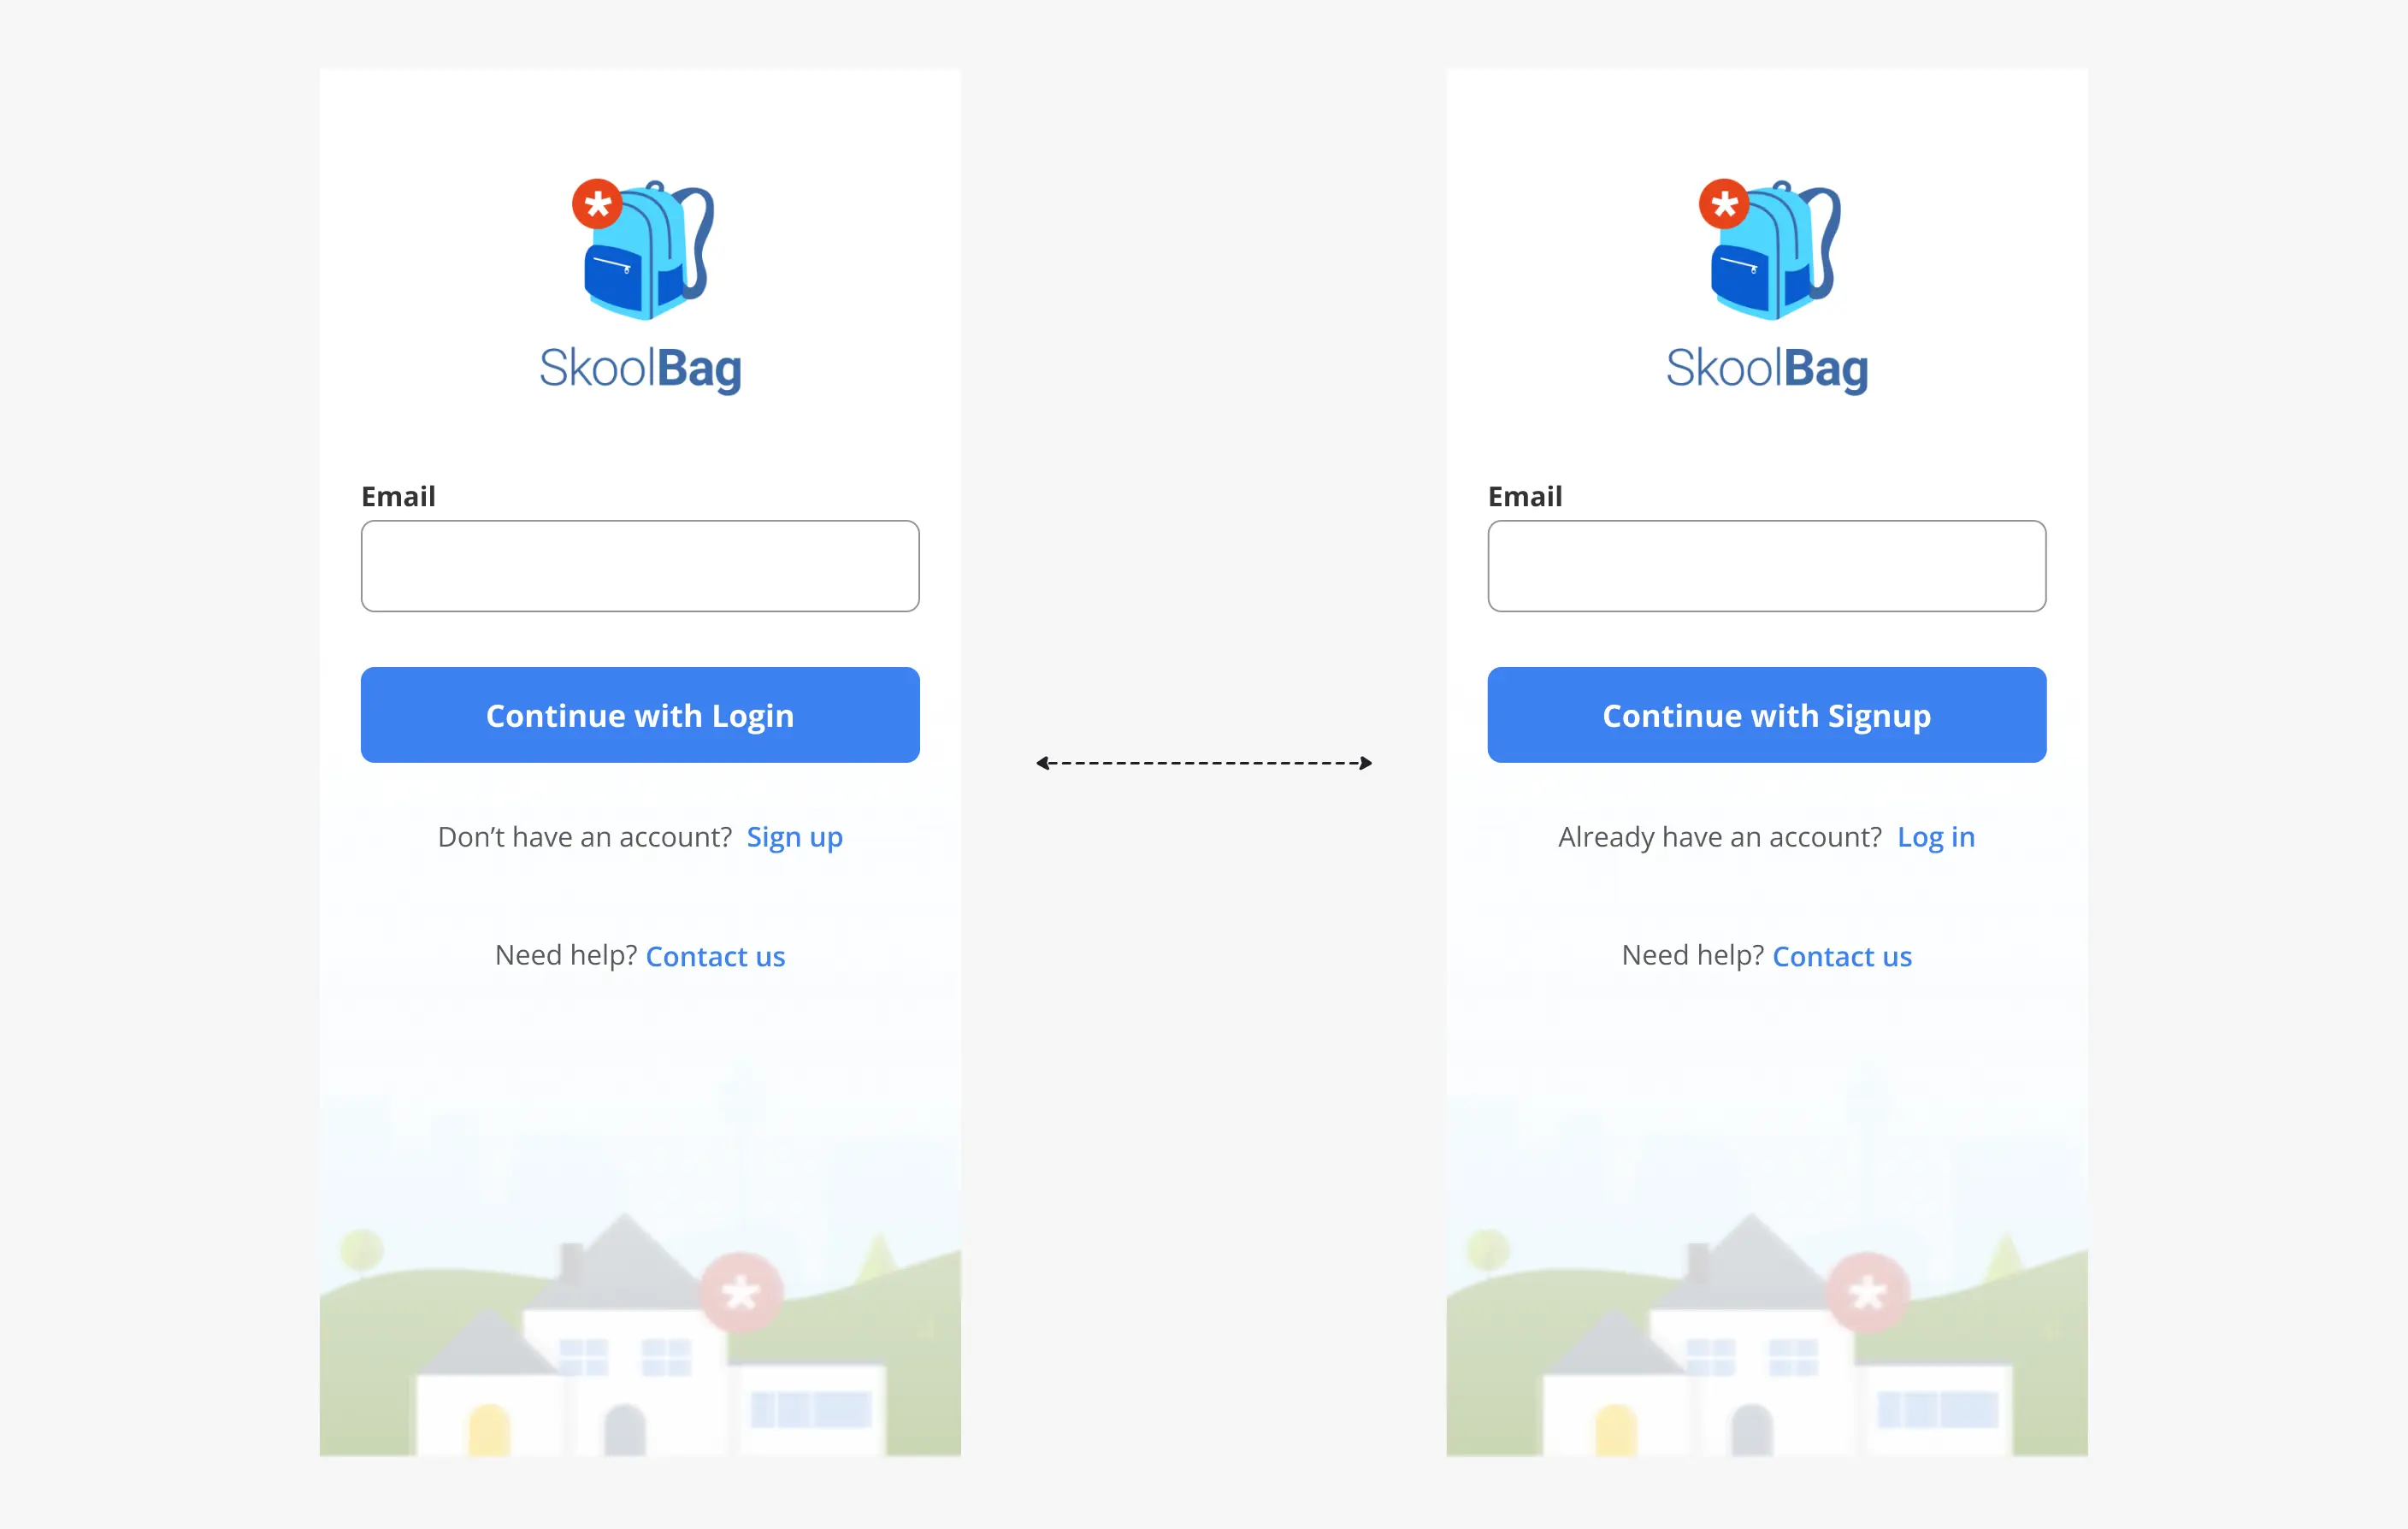 SkoolBag
Email
Continue with Login
Don’t have an account? Sign up
Need help? Contact us
SkoolBag
Email
Continue with Signup
Already have an account? Log in
Need help? Contact us